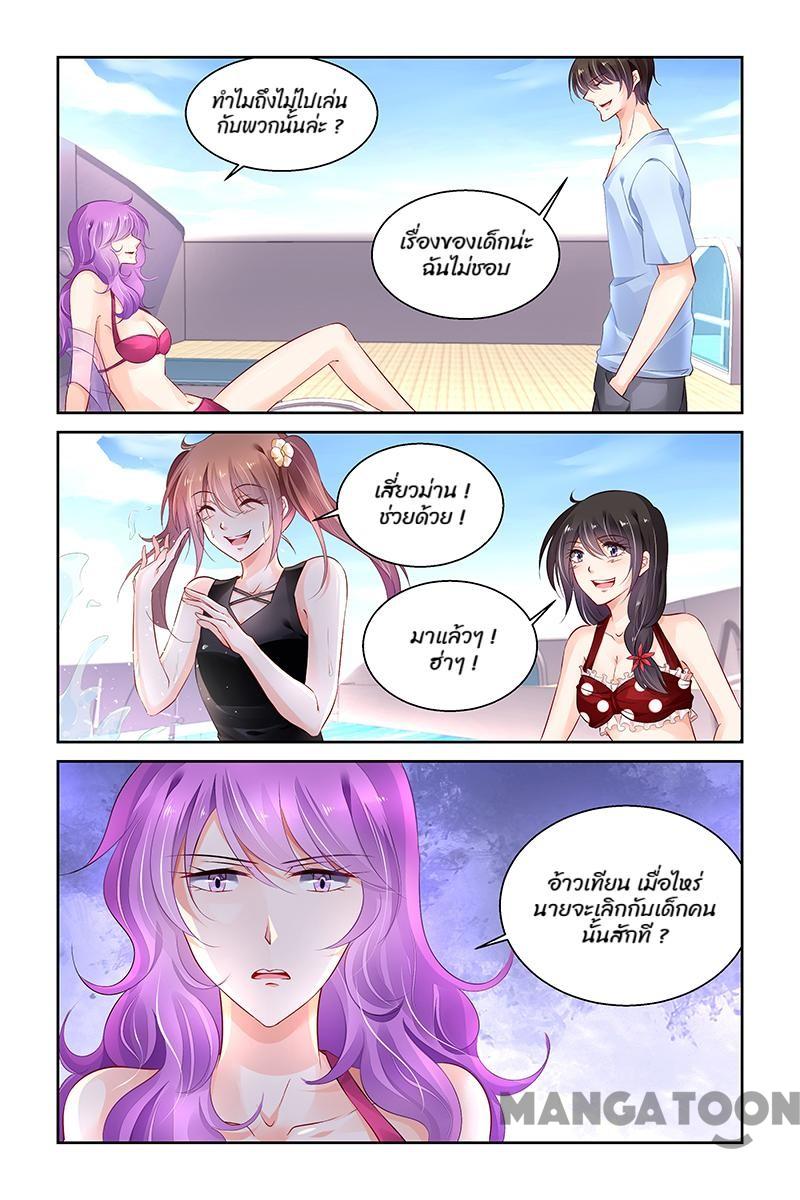 ทำไมถึงไม่ไปเล่น
กับพวกนั้นล่ะ ?
เรื่องของเด็กน่ะ
ฉันไม่ชอบ
เสี่ยวม่าน !
ช่วยด้วย !
มาแล้วๆ !
ฮ่าๆ !
อ้าวเทียน เมื่อไหร่
นายจะเลิกกับเด็กคน
นั้นสักที ?
MANGATOON